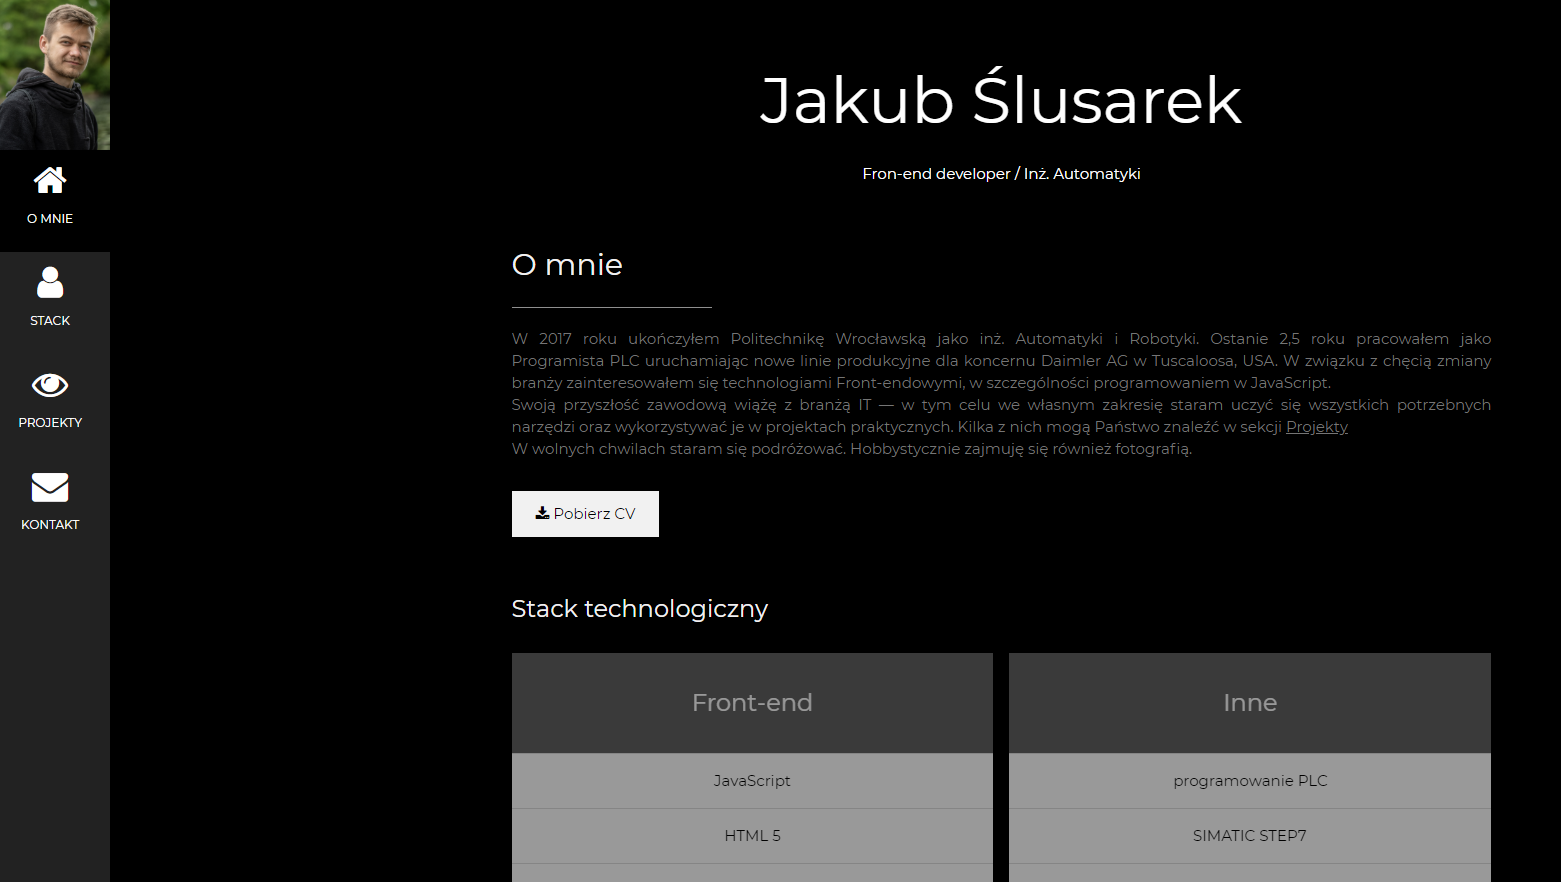 Jakub Ślusarek
Fron-end developer / Inż. Automatyki
O MNIE
STACK
PROJEKTY
KONTAKT
O mnie
W 2017 roku ukończyłem Politechnikę Wrocławską jako inż. Automatyki i Robotyki. Ostanie 2,5 roku pracowałem jako
Programista PLC uruchamiając nowe linie produkcyjne dla koncernu Daimler AG w Tuscaloosa, USA. W związku z chęcią zmiany
branży zainteresowałem się technologiami Front-endowymi, w szczególności programowaniem w JavaScript.
Swoją przyszłość zawodową wiążę z branżą IT — w tym celu we własnym zakresię staram uczyć się wszystkich potrzebnych
narzędzi oraz wykorzystywać je w projektach praktycznych. Kilka z nich mogą Państwo znaleźć w sekcji Projekty
W wolnych chwilach staram się podróżować. Hobbystycznie zajmuję się również fotografią.
Pobierz CV
Stack technologiczny
Front-end
JavaScript
HTML 5
Inne
programowanie PLC
SIMATIC STEP7